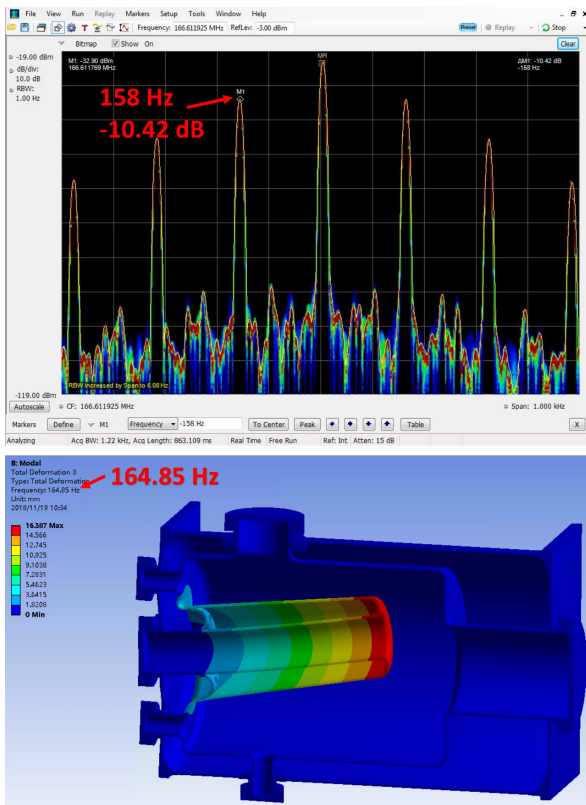 File View Run Replay Markers Setup Tools Window Help
Frequency: 166.611925 MHz RefLev: -3.00 dBm Preset Replay Stop
Bitmap Show On Clear
-19.00 dBm
dB/div:
10.0 dB
RBW:
1.00 Hz
M1: -32.90 dBm
166.611769 MHz
MR
ΔM1: -10.42 dB
-158 Hz
M1
158 Hz
-10.42 dB
RBW increased by Span to 6.08 Hz
-119.00 dBm
Autoscale CF: 166.611925 MHz Span: 1.000 kHz
Markers Define M1 Frequency -158 Hz To Center Peak Table X
Analyzing Acq BW: 1.22 kHz, Acq Length: 863.109 ms Real Time Free Run Ref: Int Atten: 15 dB
B: Modal
Total Deformation 3
Type: Total Deformation
Frequency: 164.85 Hz
Unit: mm
2018/11/19 10:34
164.85 Hz
16.387 Max
14.566
12.745
10.925
9.1038
7.2831
5.4623
3.6415
1.8208
0 Min